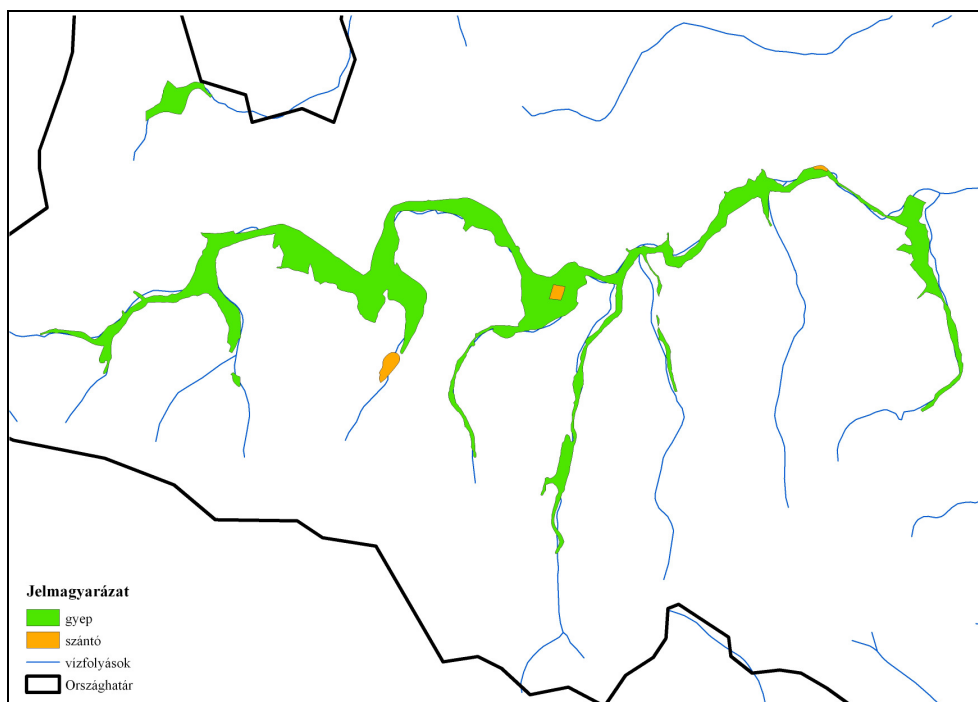 Jelmagyarázat
gyep
szántó
vízfolyások
Országhatár